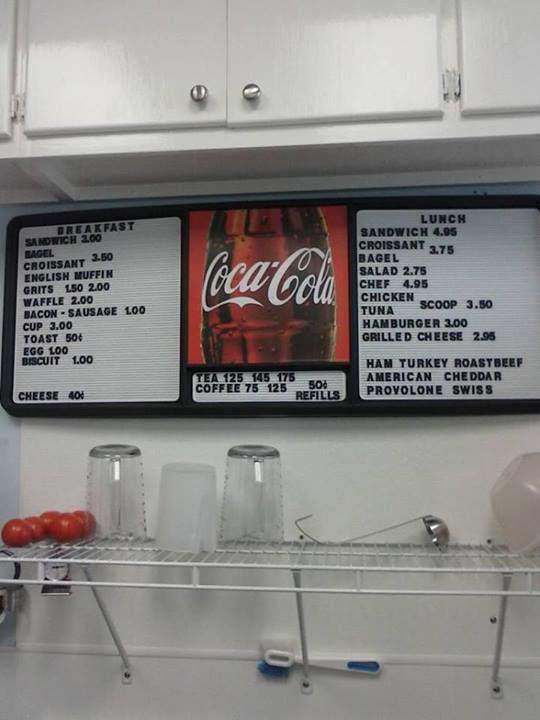 BREAKFAST
SANDWICH 3.00
BAGEL
CROISSANT 3.50
ENGLISH MUFFIN
GRITS 1.50 2.00
WAFFLE 2.00
BACON - SAUSAGE 1.00
CUP 3.00
TOAST 50¢
EGG 1.00
BISCUIT 1.00
CHEESE 40¢
Coca-Cola
TEA 125 145 175
COFFEE 75 125 50¢
REFILLS
LUNCH
SANDWICH 4.95
CROISSANT 3.75
BAGEL
SALAD 2.75
CHEF 4.95
CHICKEN
TUNA SCOOP 3.50
HAMBURGER 3.00
GRILLED CHEESE 2.95
HAM TURKEY ROASTBEEF
AMERICAN CHEDDAR
PROVOLONE SWISS